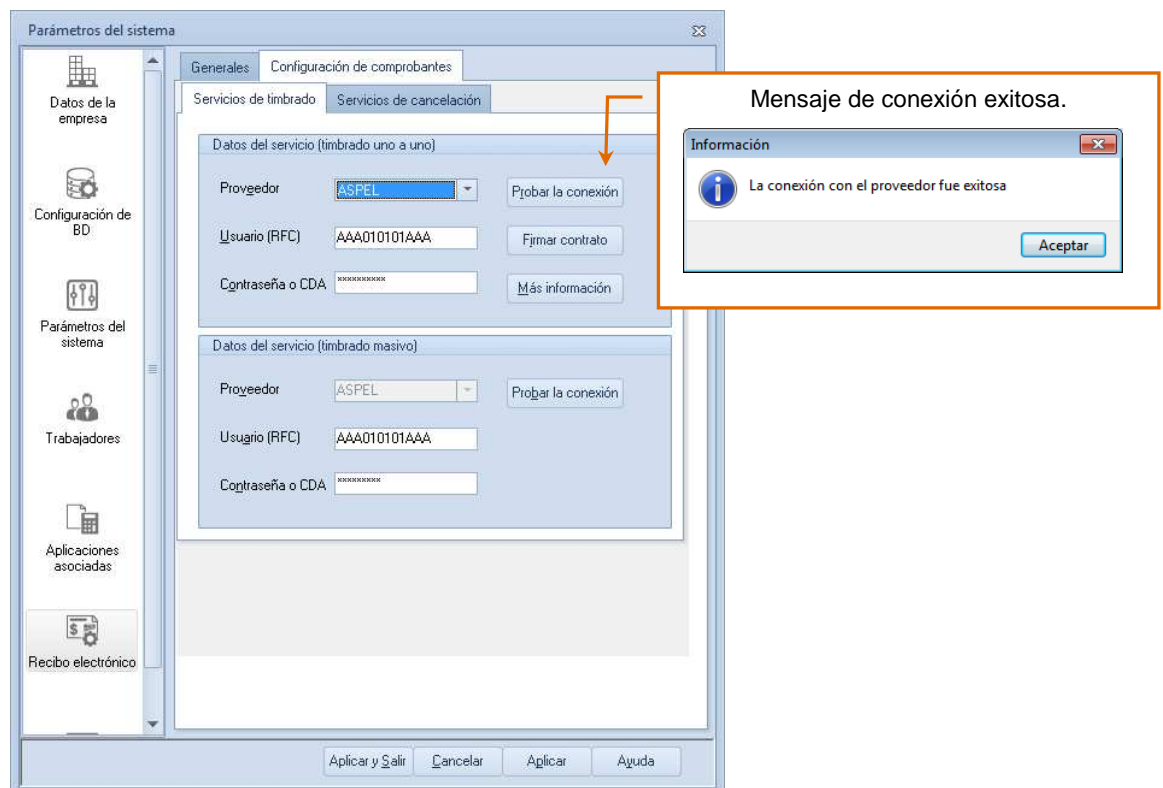 Parámetros del sistema
Datos de la
empresa
Configuración de
BD
Parámetros del
sistema
Trabajadores
Aplicaciones
asociadas
Recibo electrónico
Generales
Configuración de comprobantes
Servicios de timbrado
Servicios de cancelación
Datos del servicio (timbrado uno a uno)
Proveedor
ASPEL
Probar la conexión
Usuario (RFC)
AAA010101AAA
Firmar contrato
Contraseña o CDA
*********
Más información
Datos del servicio (timbrado masivo)
Proveedor
ASPEL
Probar la conexión
Usuario (RFC)
AAA010101AAA
Contraseña o CDA
*********
Aplicar y Salir
Cancelar
Aplicar
Ayuda
Mensaje de conexión exitosa.
Información
La conexión con el proveedor fue exitosa
Aceptar